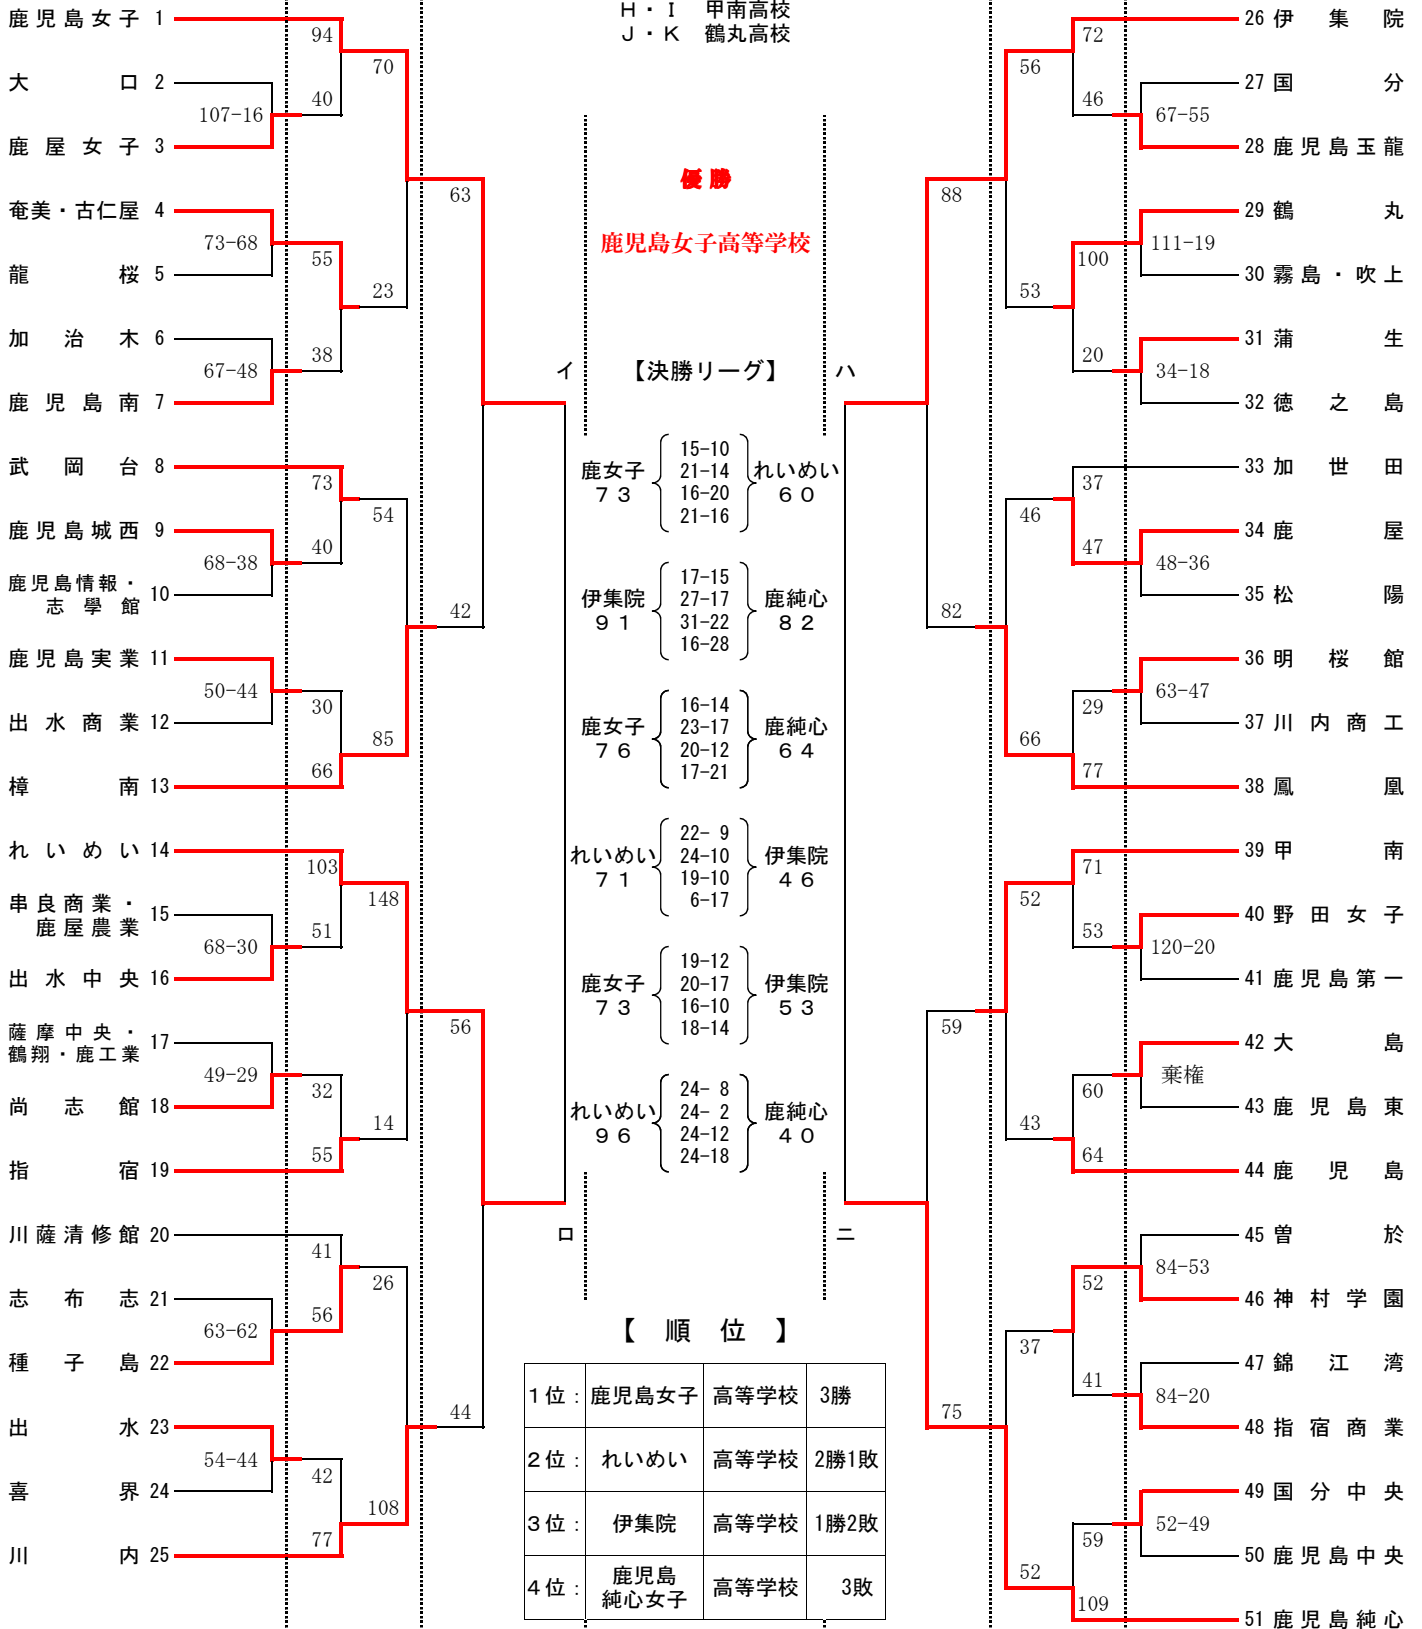 H・I 甲南高校
J・K 鶴丸高校
鹿児島女子 1
大口 2
鹿屋女子 3
奄美・古仁屋 4
龍桜 5
加治木 6
鹿児島南 7
武岡台 8
鹿児島城西 9
鹿児島情報・
志學館 10
鹿児島実業 11
出水商業 12
樟南 13
れいめい 14
串良商業・
鹿屋農業 15
出水中央 16
薩摩中央・
鶴翔・鹿工業 17
尚志館 18
指宿 19
川薩清修館 20
志布志 21
種子島 22
出水 23
喜界 24
川内 25
107-16
73-68
67-48
68-38
50-44
68-30
49-29
63-62
54-44
94
40
55
38
73
40
30
66
103
51
32
55
41
56
42
77
70
23
54
85
148
14
26
108
63
42
56
44
優勝
鹿児島女子高等学校
イ
【決勝リーグ】
ハ
鹿女子
73
15-10
21-14
16-20
21-16
れいめい
60
伊集院
91
17-15
27-17
31-22
16-28
鹿純心
82
鹿女子
76
16-14
23-17
20-12
17-21
鹿純心
64
れいめい
71
22- 9
24-10
19-10
6-17
伊集院
46
鹿女子
73
19-12
20-17
16-10
18-14
伊集院
53
れいめい
96
24- 8
24- 2
24-12
24-18
鹿純心
40
ロ
ニ
【 順 位 】
1位: 鹿児島女子 高等学校 3勝
2位: れいめい 高等学校 2勝1敗
3位: 伊集院 高等学校 1勝2敗
4位: 鹿児島
純心女子 高等学校 3敗
88
82
59
75
56
53
46
66
52
43
37
52
72
46
100
20
37
47
29
77
71
53
60
64
52
41
59
109
67-55
111-19
34-18
48-36
63-47
120-20
棄権
84-53
84-20
52-49
26 伊集院
27 国分
28 鹿児島玉龍
29 鶴丸
30 霧島・吹上
31 蒲生
32 徳之島
33 加世田
34 鹿屋
35 松陽
36 明桜館
37 川内商工
38 鳳凰
39 甲南
40 野田女子
41 鹿児島第一
42 大島
43 鹿児島東
44 鹿児島
45 曽於
46 神村学園
47 錦江湾
48 指宿商業
49 国分中央
50 鹿児島中央
51 鹿児島純心